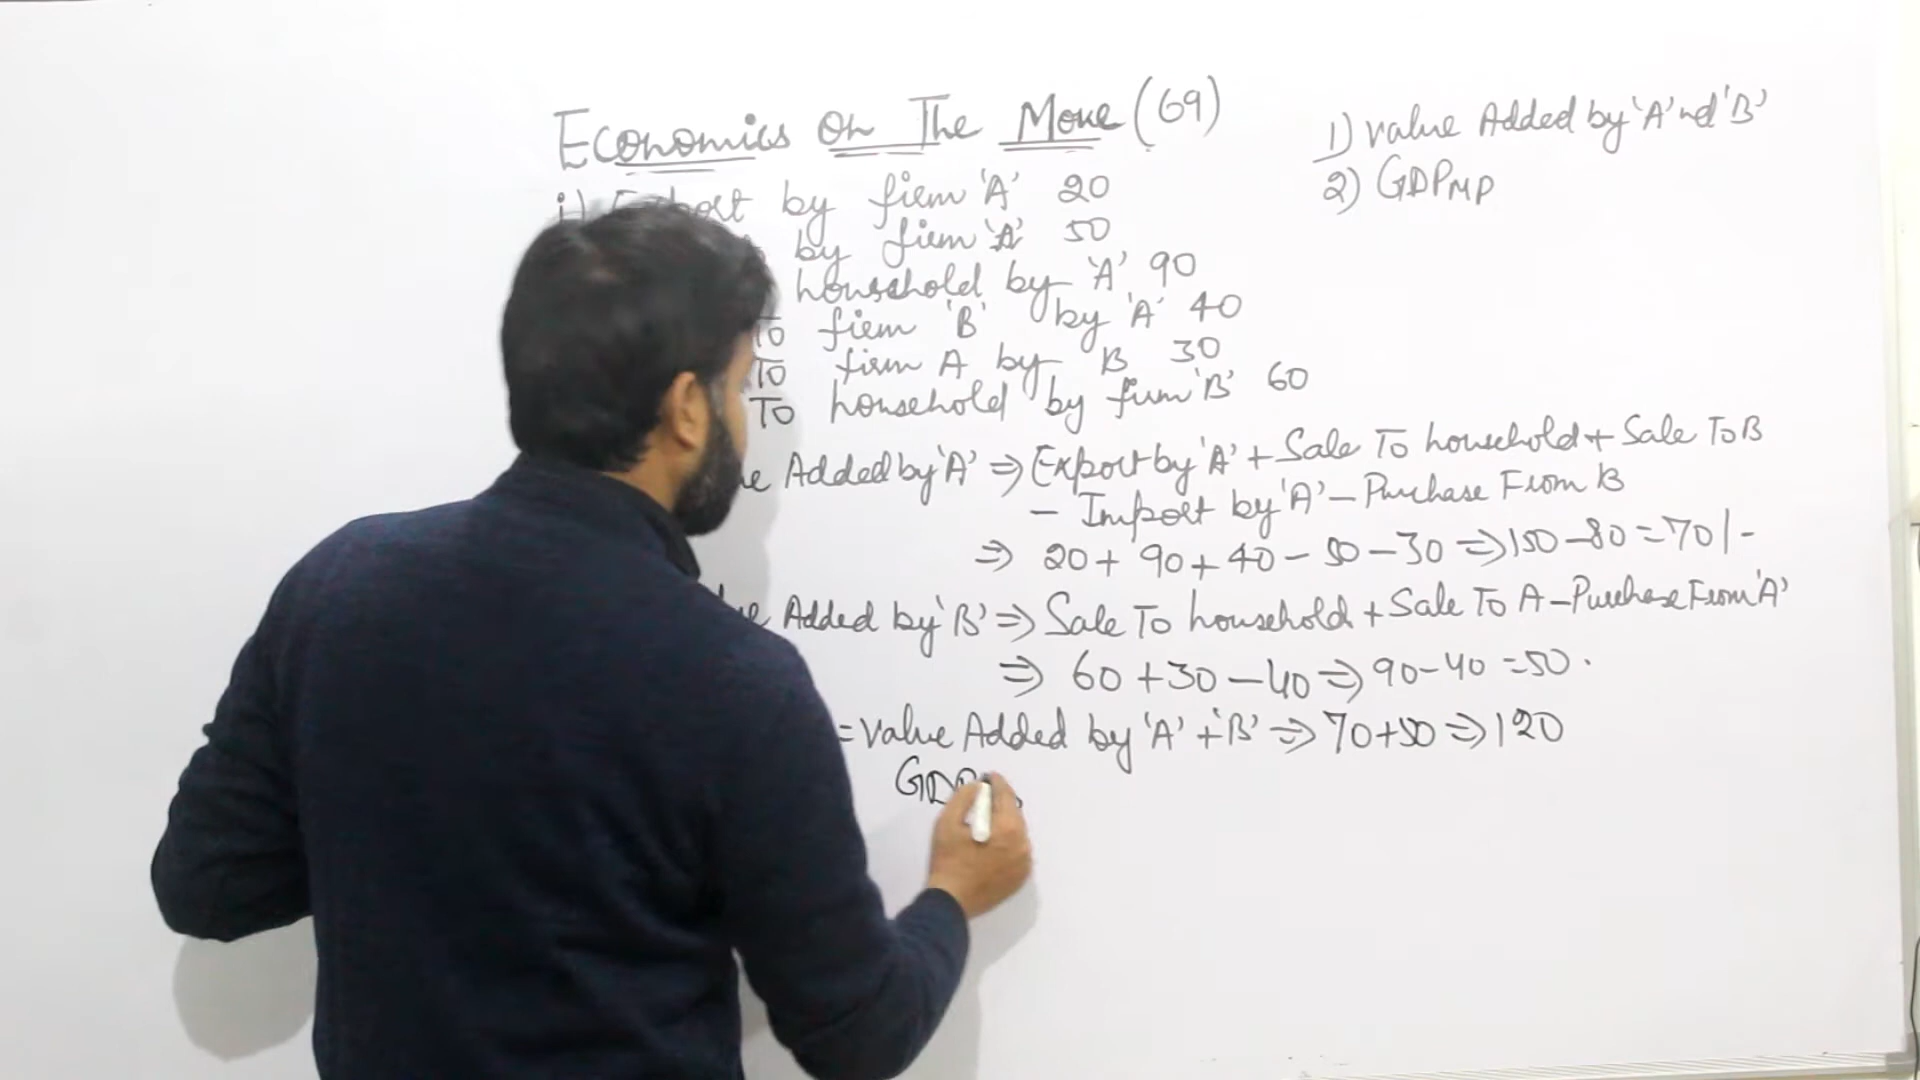 Economics On The Move (69)
i) Export by firm 'A' 20
by firm 'A' 50
household by 'A' 90
To firm 'B' by 'A' 40
To firm A by B 30
To household by firm 'B' 60
Added by 'A' ⇒ Export by 'A' + Sale To household + Sale To B
- Import by 'A' - Purchase From B
⇒ 20 + 90 + 40 - 50 - 30 ⇒ 150 - 80 = 70/-
Added by 'B' ⇒ Sale To household + Sale To A - Purchase From 'A'
⇒ 60 + 30 - 40 ⇒ 90 - 40 = 50.
= value Added by 'A' + 'B' ⇒ 70 + 50 ⇒ 120
1) value Added by 'A' nd 'B'
2) GDPMP